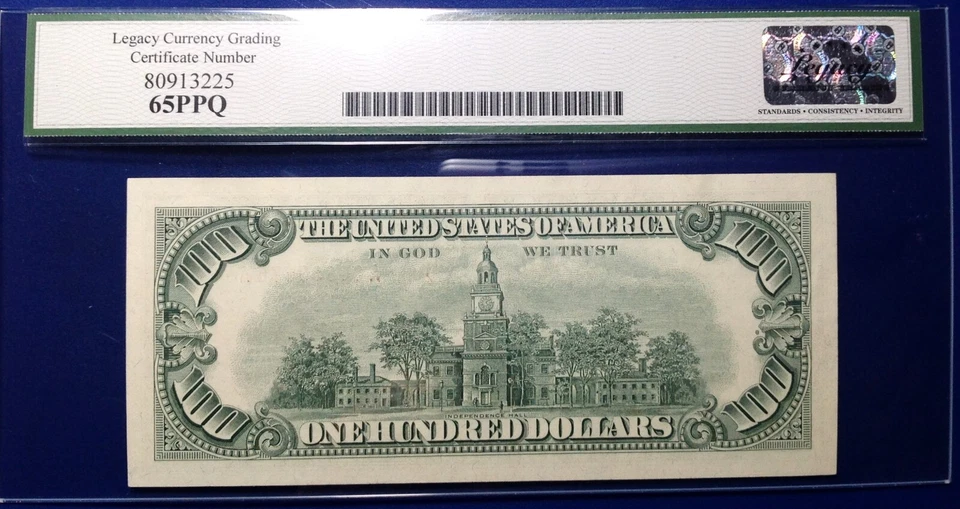 Legacy Currency Grading
Certificate Number
80913225
65PPQ
Legacy
STANDARDS • CONSISTENCY • INTEGRITY
100
THE UNITED STATES OF AMERICA
100
IN GOD WE TRUST
INDEPENDENCE HALL
100
ONE HUNDRED DOLLARS
100